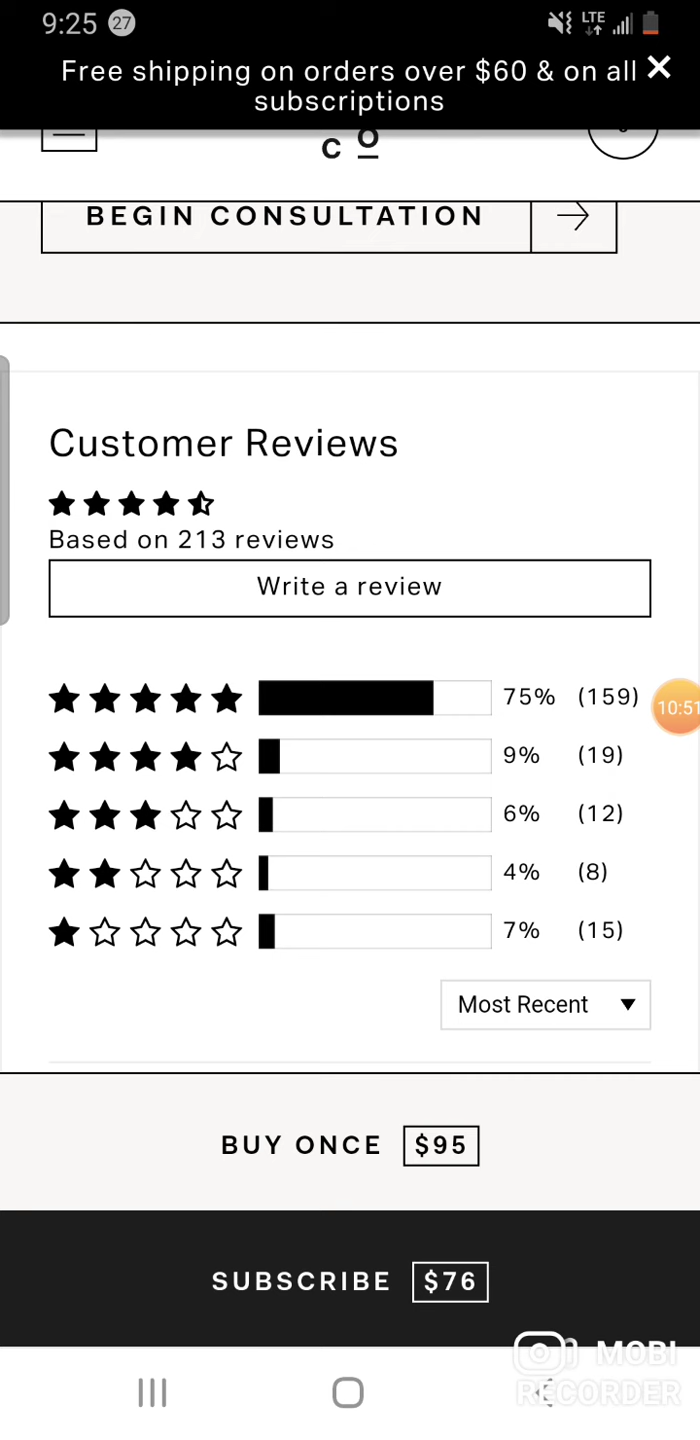 9:25 27 LTE
Free shipping on orders over $60 & on all
subscriptions
C O
BEGIN CONSULTATION
Customer Reviews
Based on 213 reviews
Write a review
75% (159)
10:51
9% (19)
6% (12)
4% (8)
7% (15)
Most Recent
BUY ONCE $95
SUBSCRIBE $76
MOBI
RECORDER